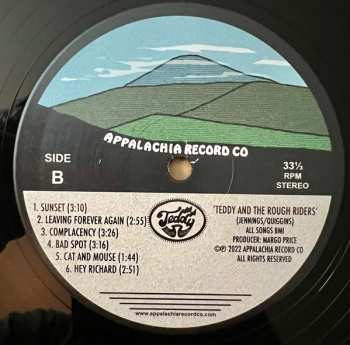 APPALACHIA RECORD CO
SIDE
B
33⅓
RPM
STEREO
1. SUNSET (3:10)
2. LEAVING FOREVER AGAIN (2:55)
3. COMPLACENCY (3:26)
4. BAD SPOT (3:16)
5. CAT AND MOUSE (1:44)
6. HEY RICHARD (2:51)
Teddy
'TEDDY AND THE ROUGH RIDERS'
(JENNINGS/QUIGGINS)
ALL SONGS BMI
PRODUCER: MARGO PRICE
©℗ 2022 APPALACHIA RECORD CO
ALL RIGHTS RESERVED
www.appalachiarecordco.com